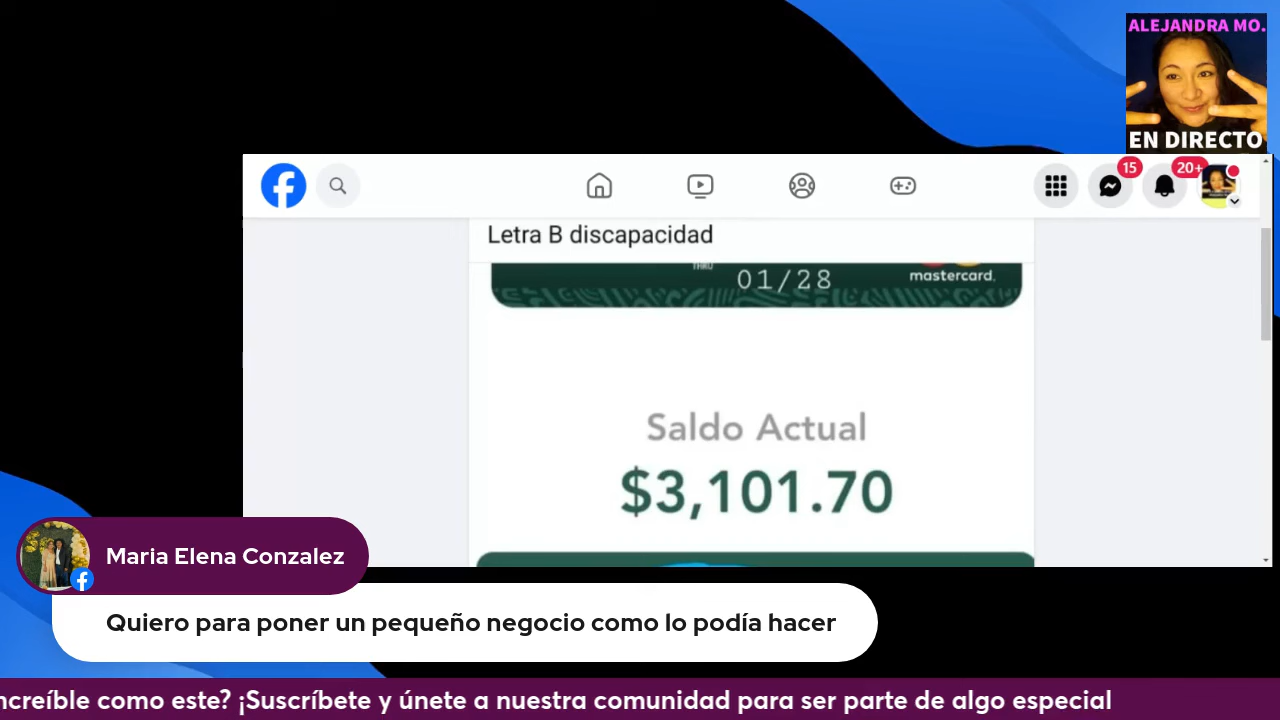 ALEJANDRA MO.
EN DIRECTO
15
20+
Letra B discapacidad
THRU
01/28
mastercard.
Saldo Actual
$3,101.70
Maria Elena Conzalez
Quiero para poner un pequeño negocio como lo podía hacer
ncreíble como este? ¡Suscríbete y únete a nuestra comunidad para ser parte de algo especial